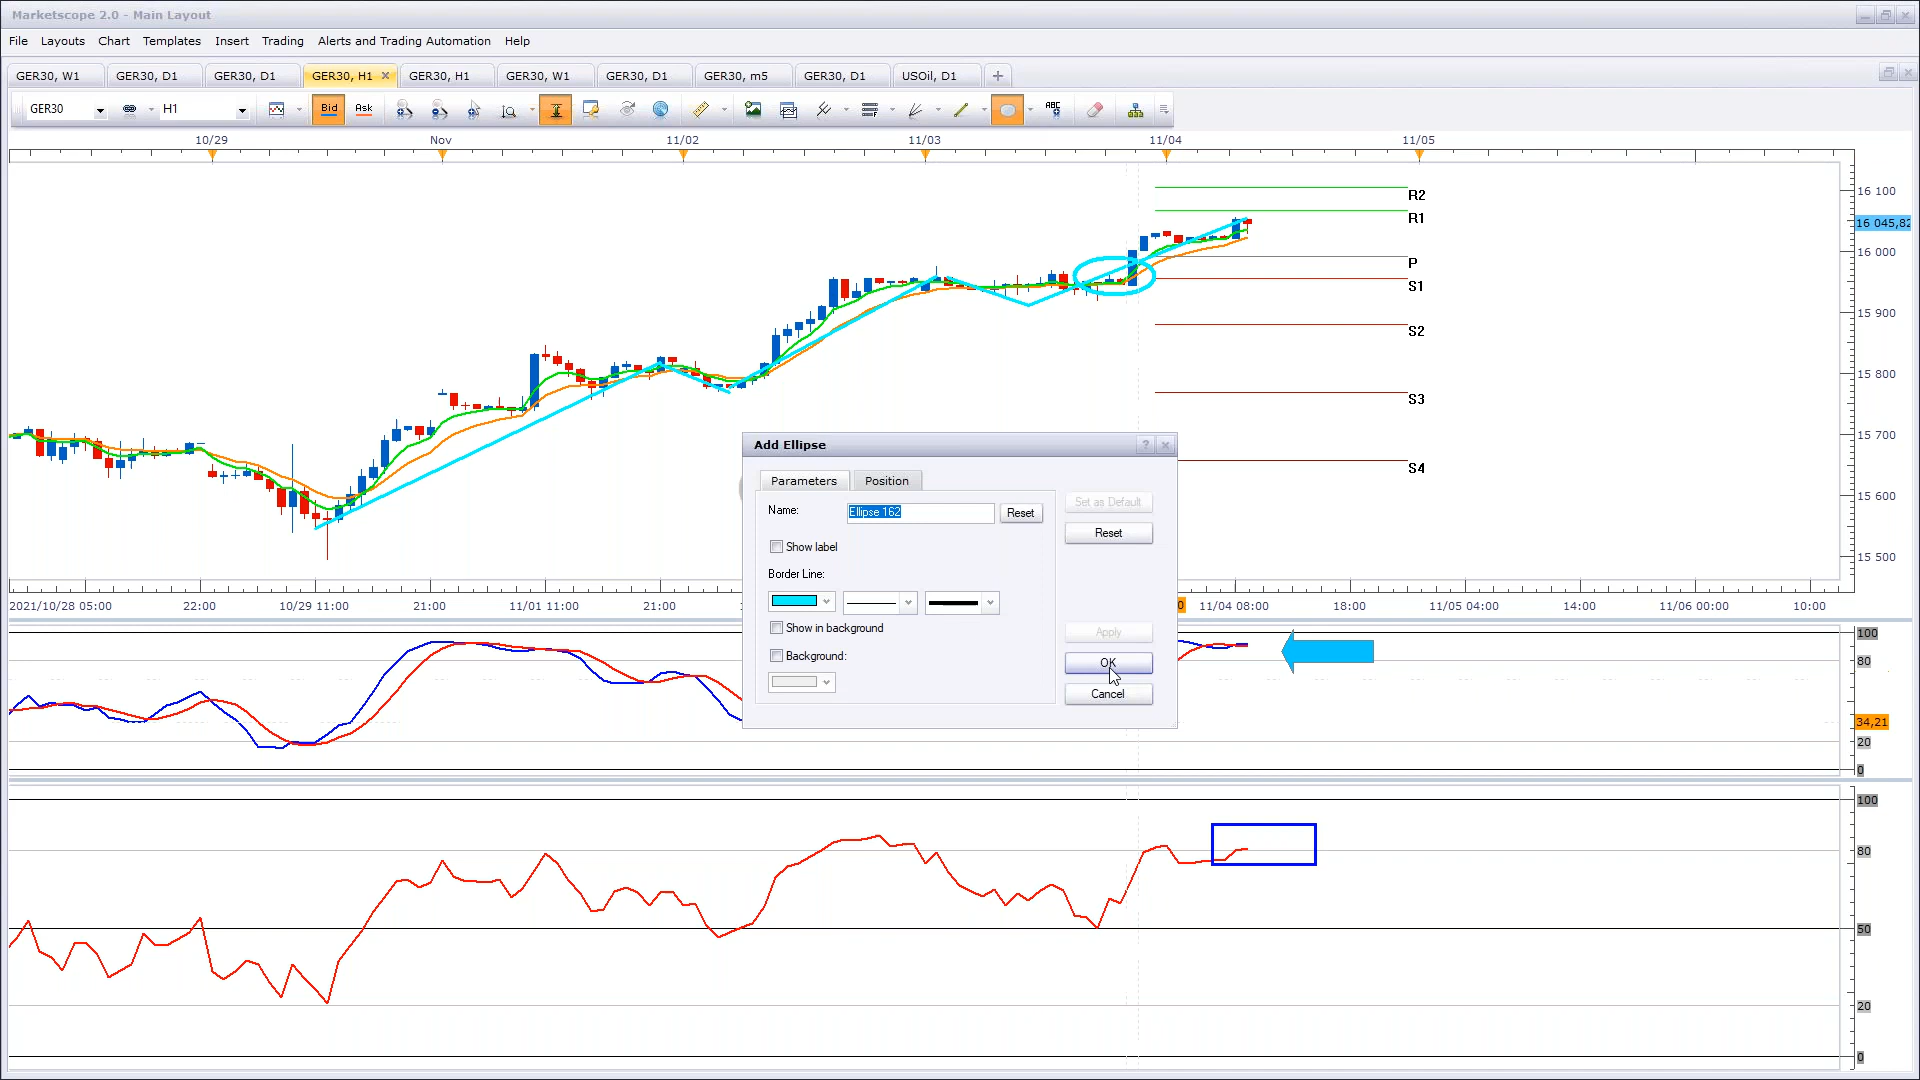 Marketscope 2.0 - Main Layout
File Layouts Chart Templates Insert Trading Alerts and Trading Automation Help
GER30, W1 GER30, D1 GER30, D1 GER30, H1 GER30, H1 GER30, W1 GER30, D1 GER30, m5 GER30, D1 USOil, D1
GER30 H1 Bid Ask ABC
10/29 Nov 11/02 11/03 11/04 11/05
16 100
R2
R1
16 045,82
16 000
P
S1
15 900
S2
15 800
S3
15 700
S4
15 600
15 500
Add Ellipse
Parameters Position
Name: Ellipse 162 Reset
Set as Default
Reset
Show label
Border Line:
Show in background
Background:
Apply
OK
Cancel
2021/10/28 05:00 22:00 10/29 11:00 21:00 11/01 11:00 21:00 11/04 08:00 18:00 11/05 04:00 14:00 11/06 00:00 10:00
100
80
34,21
20
0
100
80
50
20
0